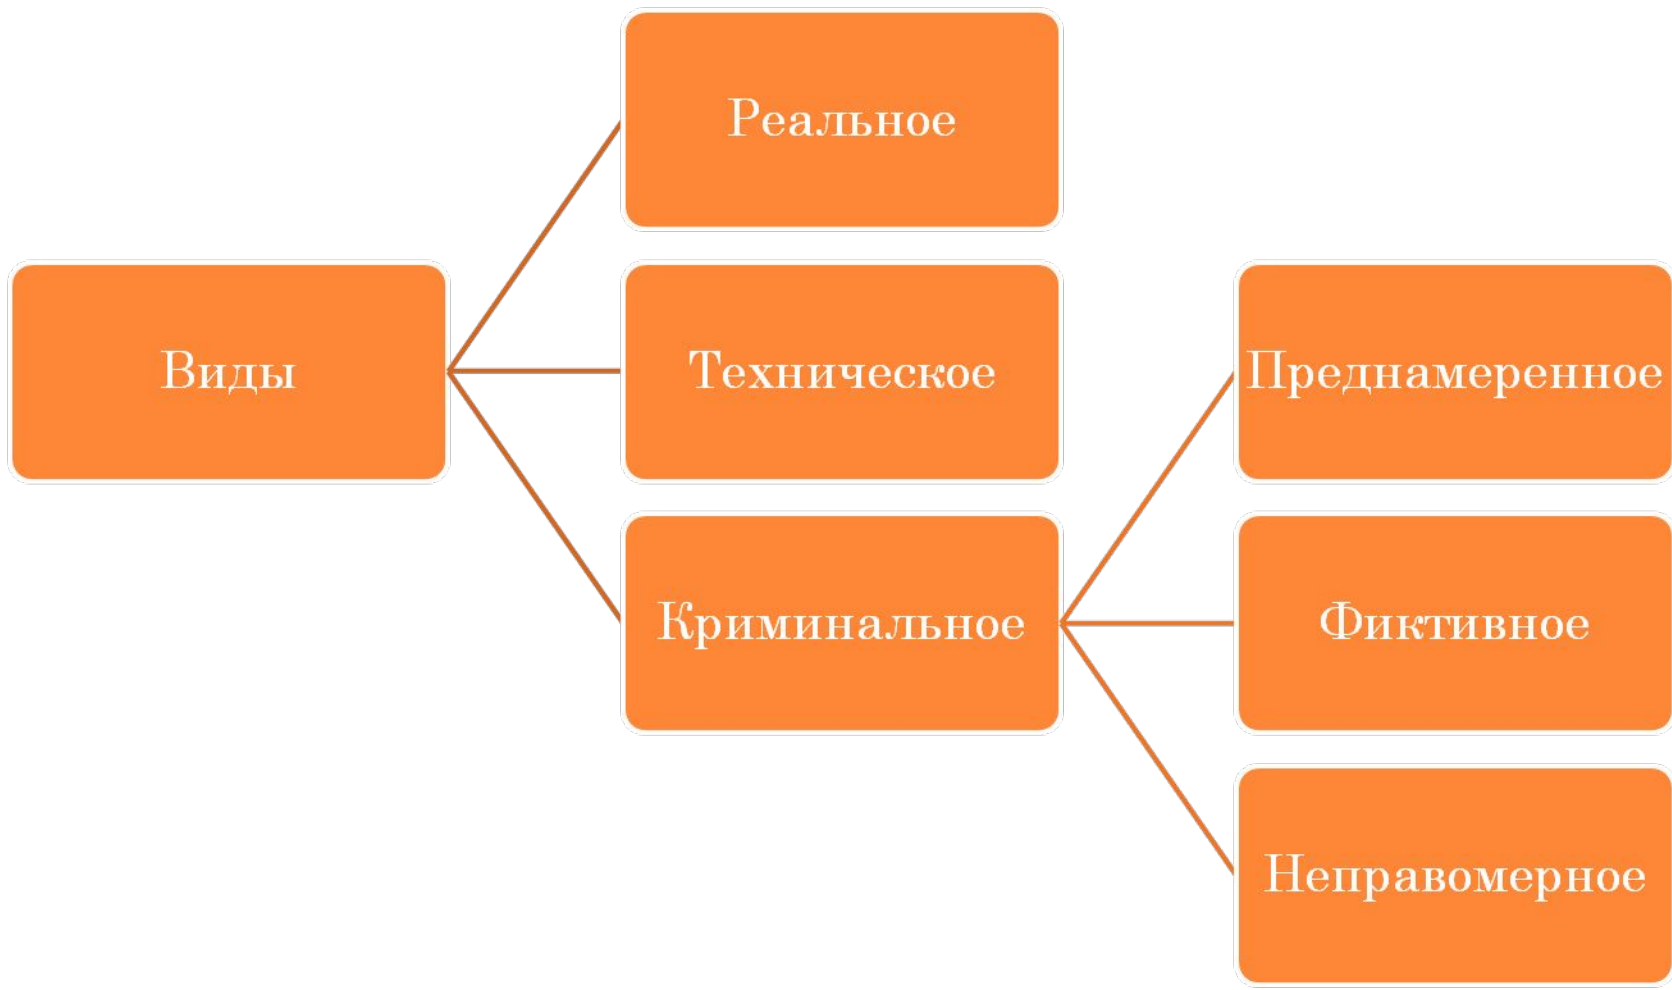 Виды
Реальное
Техническое
Криминальное
Преднамеренное
Фиктивное
Неправомерное